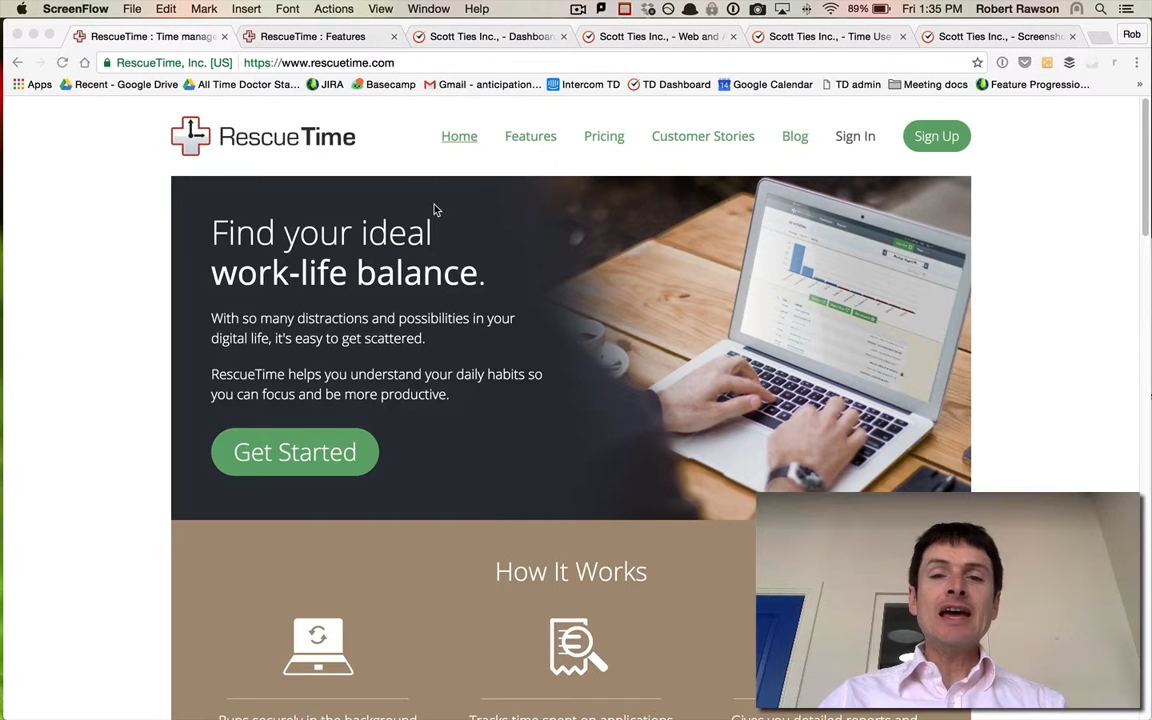 ScreenFlow File Edit Mark Insert Font Actions View Window Help 89% Fri 1:35 PM Robert Rawson
RescueTime : Time manage × RescueTime : Features × Scott Ties Inc., - Dashboar × Scott Ties Inc., - Web and A × Scott Ties Inc., - Time Use × Scott Ties Inc., - Screensho × Rob
RescueTime, Inc. [US] https://www.rescuetime.com
Apps Recent - Google Drive All Time Doctor Sta... JIRA Basecamp Gmail - anticipation... Intercom TD TD Dashboard Google Calendar TD admin Meeting docs Feature Progressio... »
RescueTime Home Features Pricing Customer Stories Blog Sign In Sign Up
Find your ideal
work-life balance.
With so many distractions and possibilities in your
digital life, it's easy to get scattered.
RescueTime helps you understand your daily habits so
you can focus and be more productive.
Get Started
How It Works
Runs securely in the background Tracks time spent on applications Gives you detailed reports and